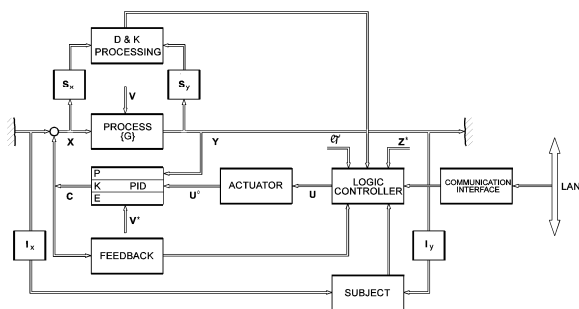 D & K
PROCESSING
Sx
Sy
V
PROCESS
{G}
X
Y
Z*
P
K PID
E
C
U°
ACTUATOR
U
LOGIC
CONTROLLER
COMMUNICATION
INTERFACE
LAN
V*
Ix
FEEDBACK
Iy
SUBJECT